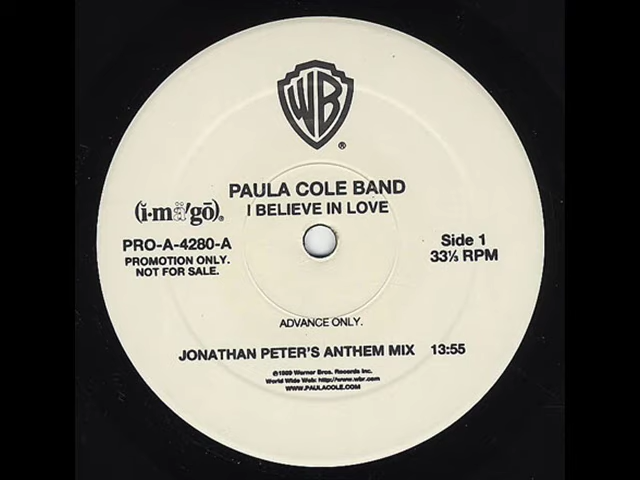 WB
®
PAULA COLE BAND
I BELIEVE IN LOVE
(ĭ·mä'gō)®
PRO-A-4280-A
PROMOTION ONLY.
NOT FOR SALE.
Side 1
33⅓ RPM
ADVANCE ONLY.
JONATHAN PETER'S ANTHEM MIX 13:55
℗1999 Warner Bros. Records Inc.
World Wide Web: http://www.wbr.com
WWW.PAULACOLE.COM